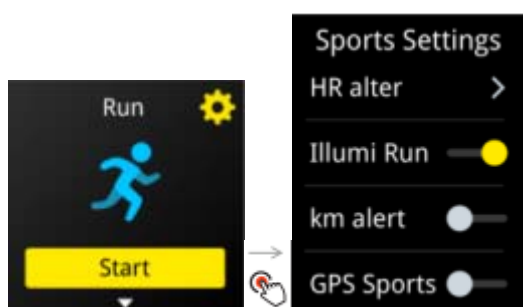 Run
Start
Sports Settings
HR alter
Illumi Run
km alert
GPS Sports